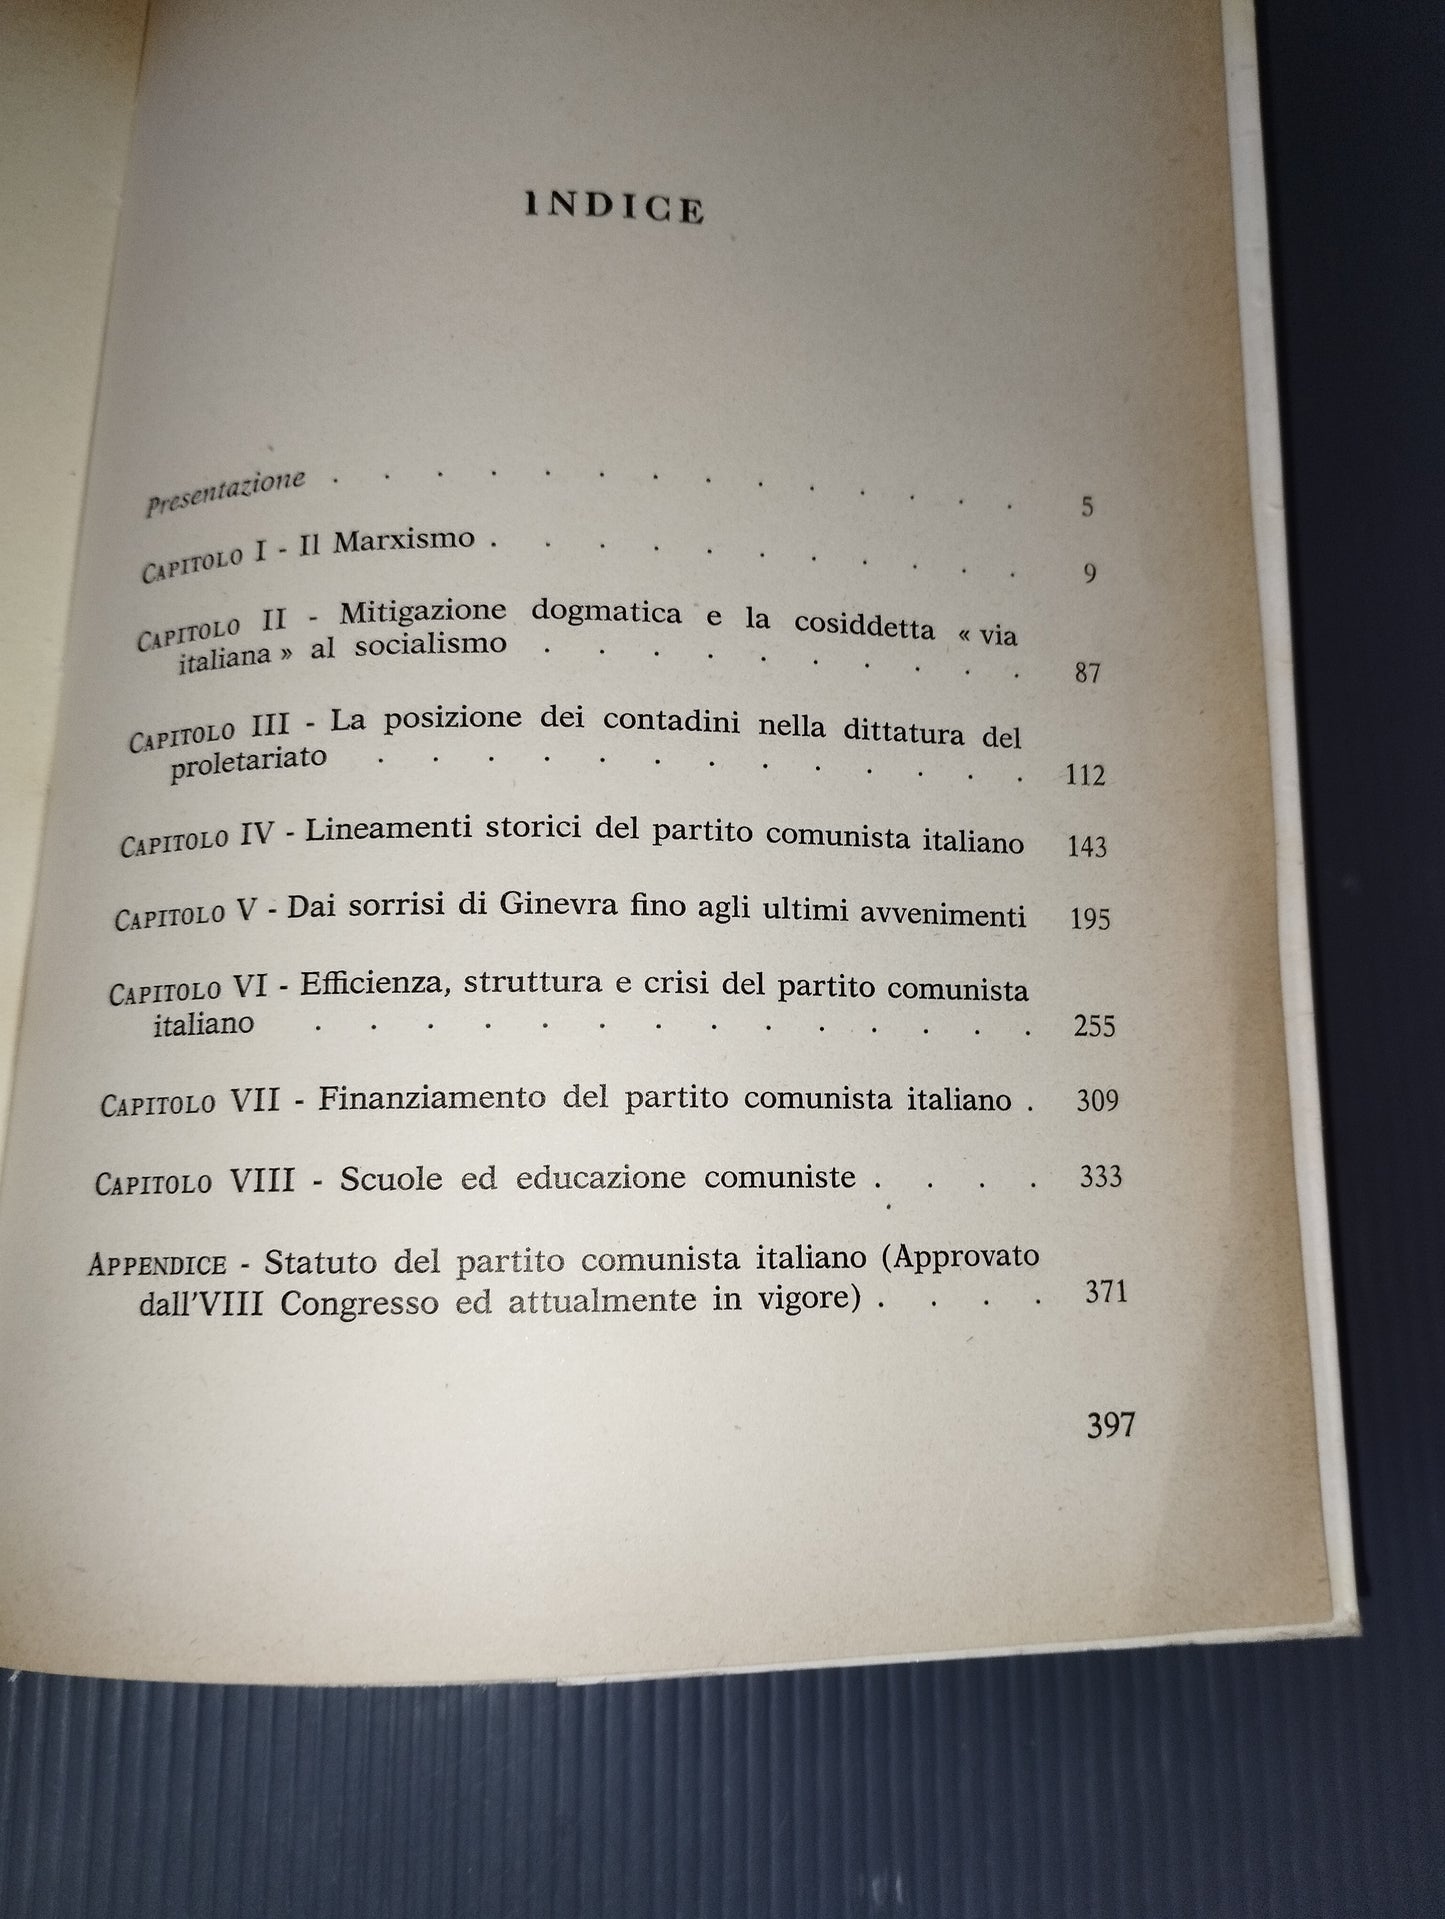 INDICE
Presentazione . . . . . . . . . . . . . 5
CAPITOLO I - Il Marxismo . . . . . . . . . . 9
CAPITOLO II - Mitigazione dogmatica e la cosiddetta « via
italiana » al socialismo . . . . . . . . . 87
CAPITOLO III - La posizione dei contadini nella dittatura del
proletariato . . . . . . . . . . . . 112
CAPITOLO IV - Lineamenti storici del partito comunista italiano 143
CAPITOLO V - Dai sorrisi di Ginevra fino agli ultimi avvenimenti 195
CAPITOLO VI - Efficienza, struttura e crisi del partito comunista
italiano . . . . . . . . . . . . . 255
CAPITOLO VII - Finanziamento del partito comunista italiano . 309
CAPITOLO VIII - Scuole ed educazione comuniste . . . . 333
APPENDICE - Statuto del partito comunista italiano (Approvato
dall'VIII Congresso ed attualmente in vigore) . . . . 371
397